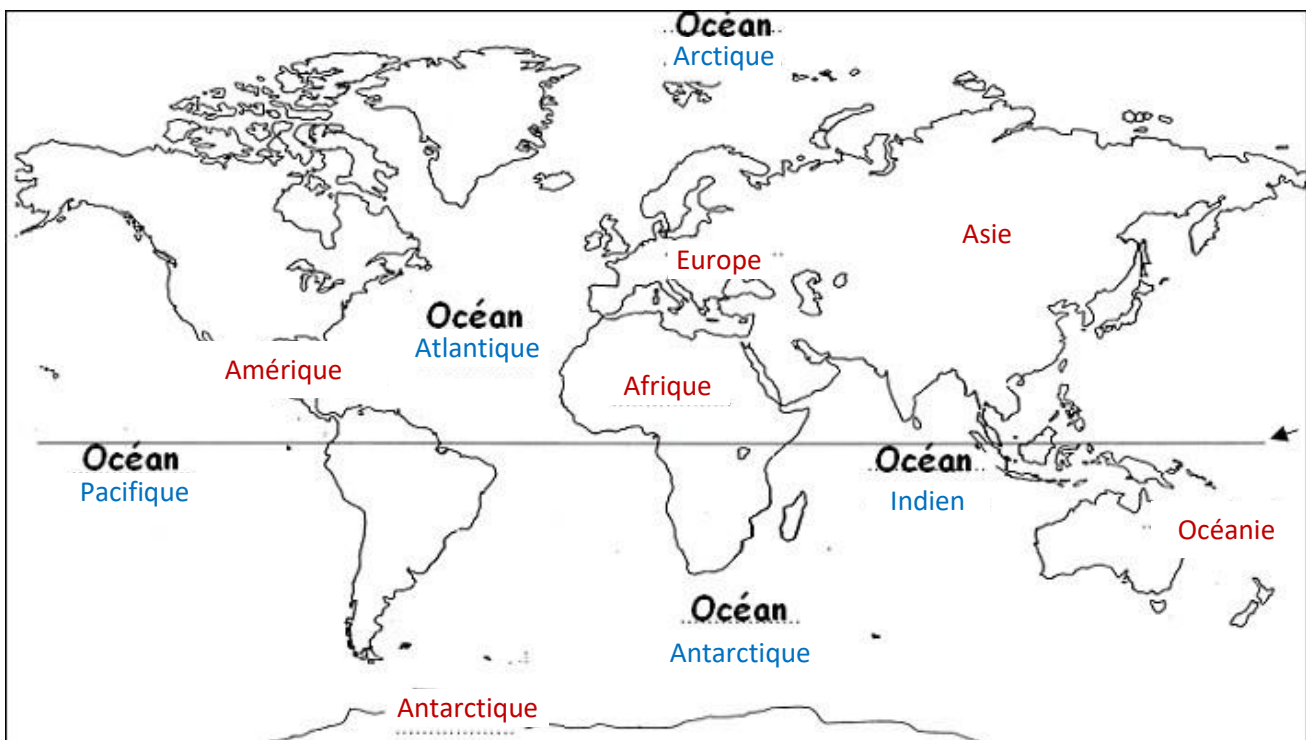 Océan
Arctique
Asie
Europe
Océan
Atlantique
Amérique
Afrique
Océan
Pacifique
Océan
Indien
Océanie
Océan
Antarctique
Antarctique